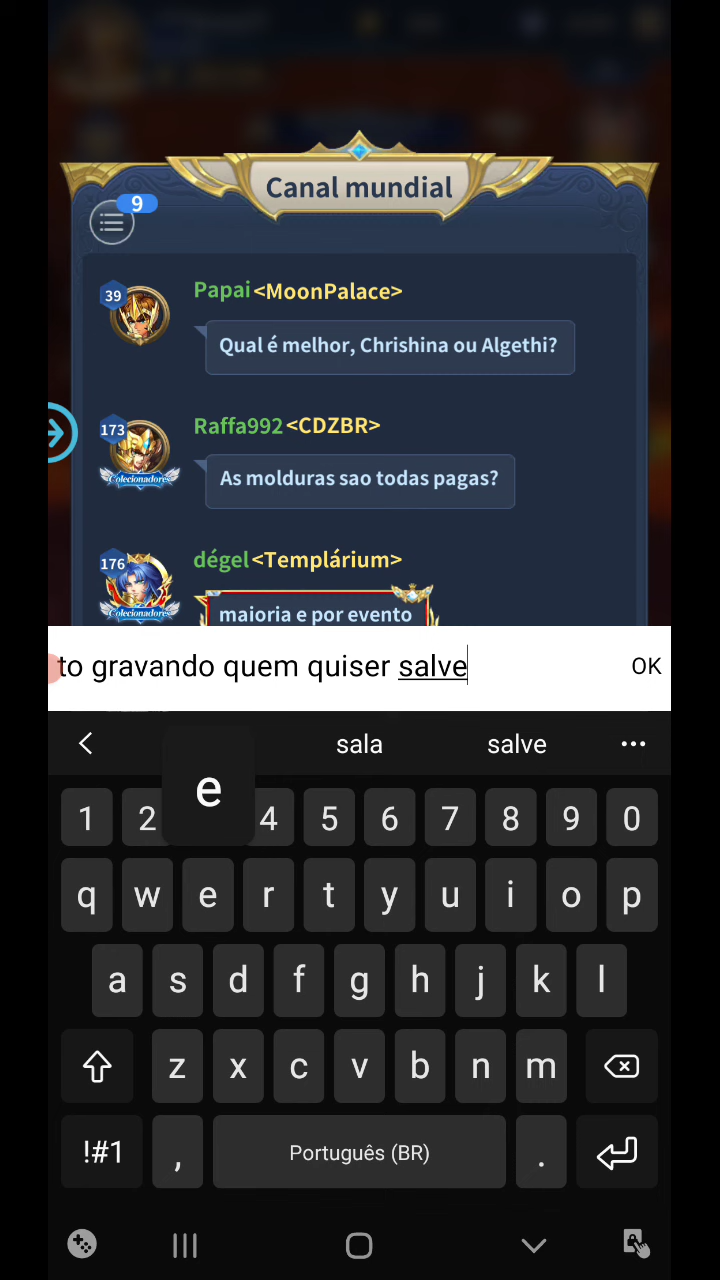 Canal mundial
9
39
Papai<MoonPalace>
Qual é melhor, Chrishina ou Algethi?
173
Raffa992<CDZBR>
Colecionadores
As molduras sao todas pagas?
176
dégel<Templárium>
Colecionadores
maioria e por evento
to gravando quem quiser salve
OK
sala
salve
e
1 2 4 5 6 7 8 9 0
q w e r t y u i o p
a s d f g h j k l
z x c v b n m
!#1 , Português (BR) .